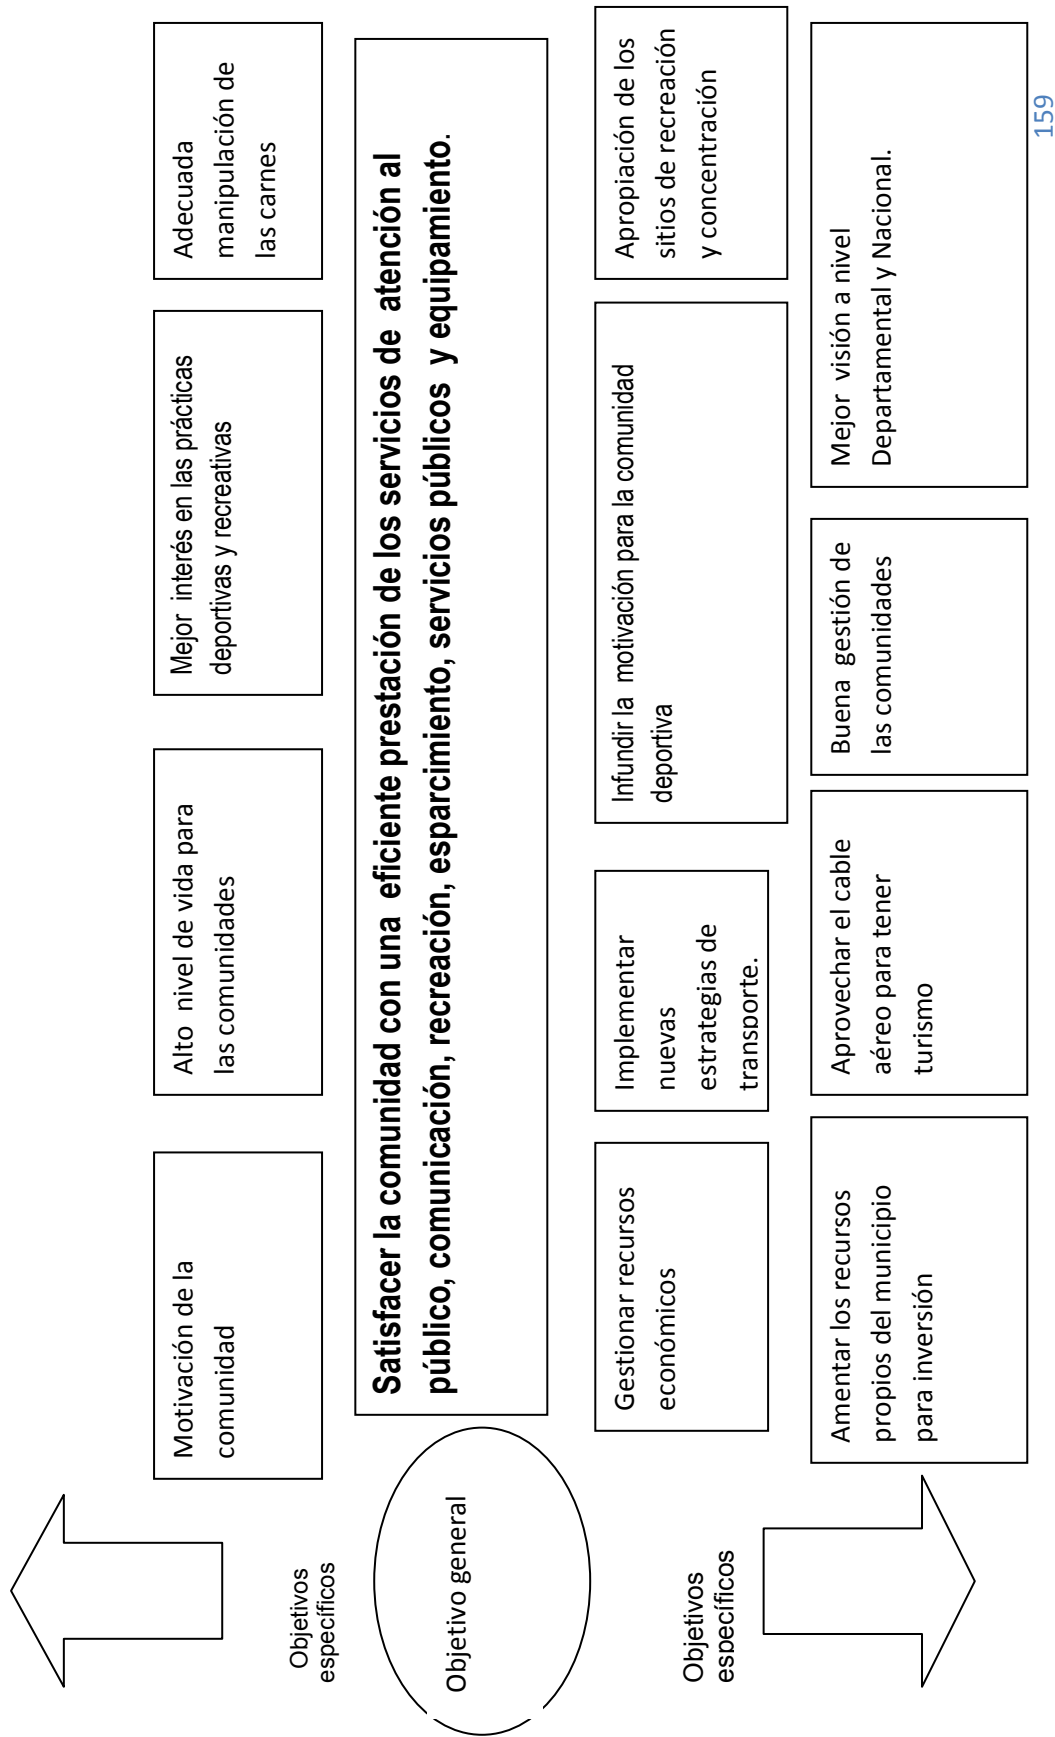 Motivación de la
comunidad
Alto nivel de vida para
las comunidades
Mejor interés en las prácticas
deportivas y recreativas
Adecuada
manipulación de
las carnes
Objetivos
específicos
Objetivo general
Satisfacer la comunidad con una eficiente prestación de los servicios de atención al
público, comunicación, recreación, esparcimiento, servicios públicos y equipamiento.
Objetivos
específicos
Gestionar recursos
económicos
Implementar
nuevas
estrategias de
transporte.
Infundir la motivación para la comunidad
deportiva
Apropiación de los
sitios de recreación
y concentración
Amentar los recursos
propios del municipio
para inversión
Aprovechar el cable
aéreo para tener
turismo
Buena gestión de
las comunidades
Mejor visión a nivel
Departamental y Nacional.
159